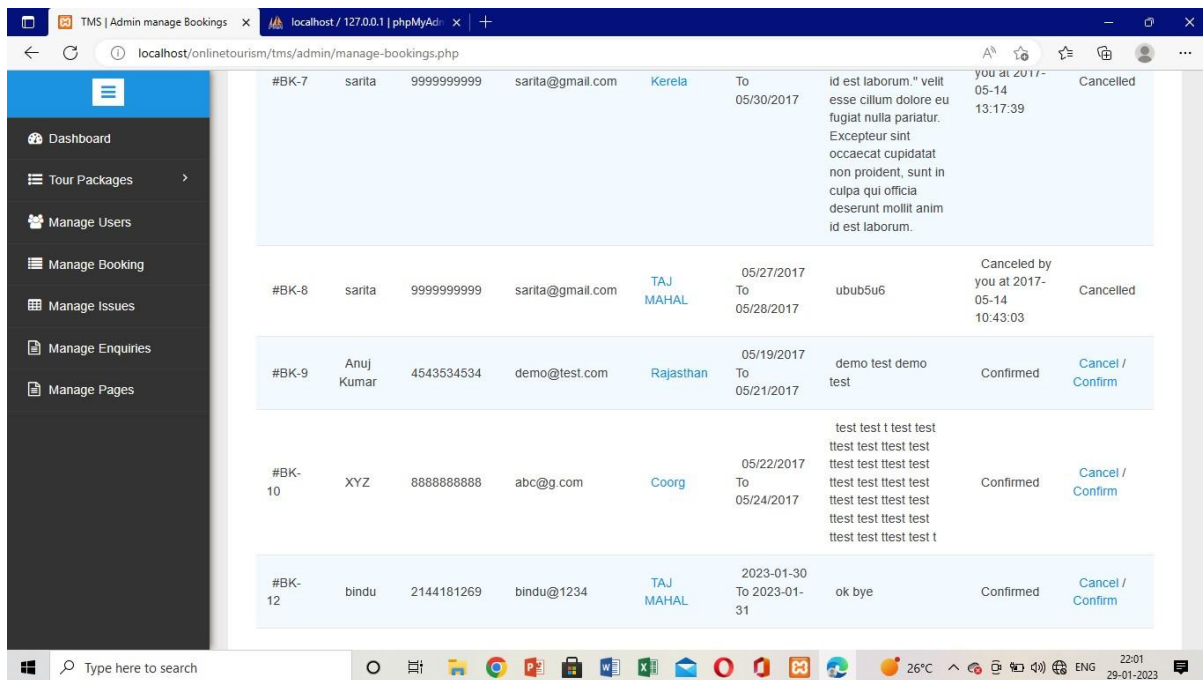 TMS | Admin manage Bookings
localhost / 127.0.0.1 | phpMyAdn
localhost/onlinetourism/tms/admin/manage-bookings.php
Dashboard
Tour Packages
Manage Users
Manage Booking
Manage Issues
Manage Enquiries
Manage Pages
#BK-7 sarita 9999999999 sarita@gmail.com Kerela
To
05/30/2017
id est laborum." velit
esse cillum dolore eu
fugiat nulla pariatur.
Excepteur sint
occaecat cupidatat
non proident, sunt in
culpa qui officia
deserunt mollit anim
id est laborum.
you at 2017-
05-14
13:17:39
Cancelled
#BK-8 sarita 9999999999 sarita@gmail.com
TAJ
MAHAL
05/27/2017
To
05/28/2017
ubub5u6
Canceled by
you at 2017-
05-14
10:43:03
Cancelled
#BK-9
Anuj
Kumar
4543534534 demo@test.com Rajasthan
05/19/2017
To
05/21/2017
demo test demo
test
Confirmed
Cancel /
Confirm
#BK-
10
XYZ 8888888888 abc@g.com Coorg
05/22/2017
To
05/24/2017
test test t test test
ttest test ttest test
ttest test ttest test
ttest test ttest test
ttest test ttest test
ttest test ttest test
ttest test ttest test t
Confirmed
Cancel /
Confirm
#BK-
12
bindu 2144181269 bindu@1234
TAJ
MAHAL
2023-01-30
To 2023-01-
31
ok bye
Confirmed
Cancel /
Confirm
Type here to search
26°C
ENG
22:01
29-01-2023